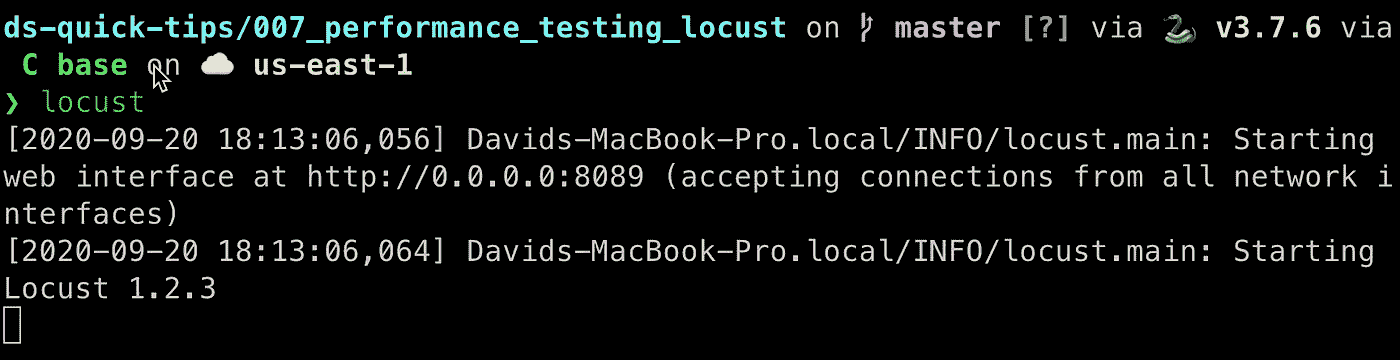 ds-quick-tips/007_performance_testing_locust on master [?] via 🐍 v3.7.6 via
C base on ☁️ us-east-1
❯ locust
[2020-09-20 18:13:06,056] Davids-MacBook-Pro.local/INFO/locust.main: Starting
web interface at http://0.0.0.0:8089 (accepting connections from all network i
nterfaces)
[2020-09-20 18:13:06,064] Davids-MacBook-Pro.local/INFO/locust.main: Starting
Locust 1.2.3